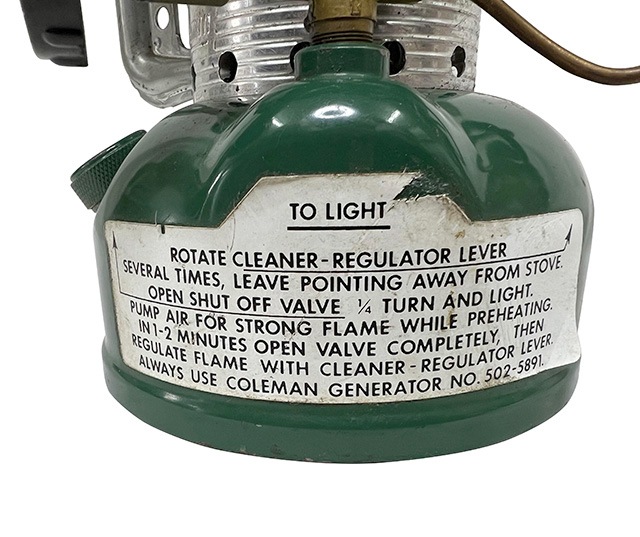 TO LIGHT
ROTATE CLEANER-REGULATOR LEVER
SEVERAL TIMES, LEAVE POINTING AWAY FROM STOVE.
OPEN SHUT OFF VALVE ¼ TURN AND LIGHT.
PUMP AIR FOR STRONG FLAME WHILE PREHEATING.
IN 1-2 MINUTES OPEN VALVE COMPLETELY, THEN
REGULATE FLAME WITH CLEANER-REGULATOR LEVER.
ALWAYS USE COLEMAN GENERATOR NO. 502-5891.